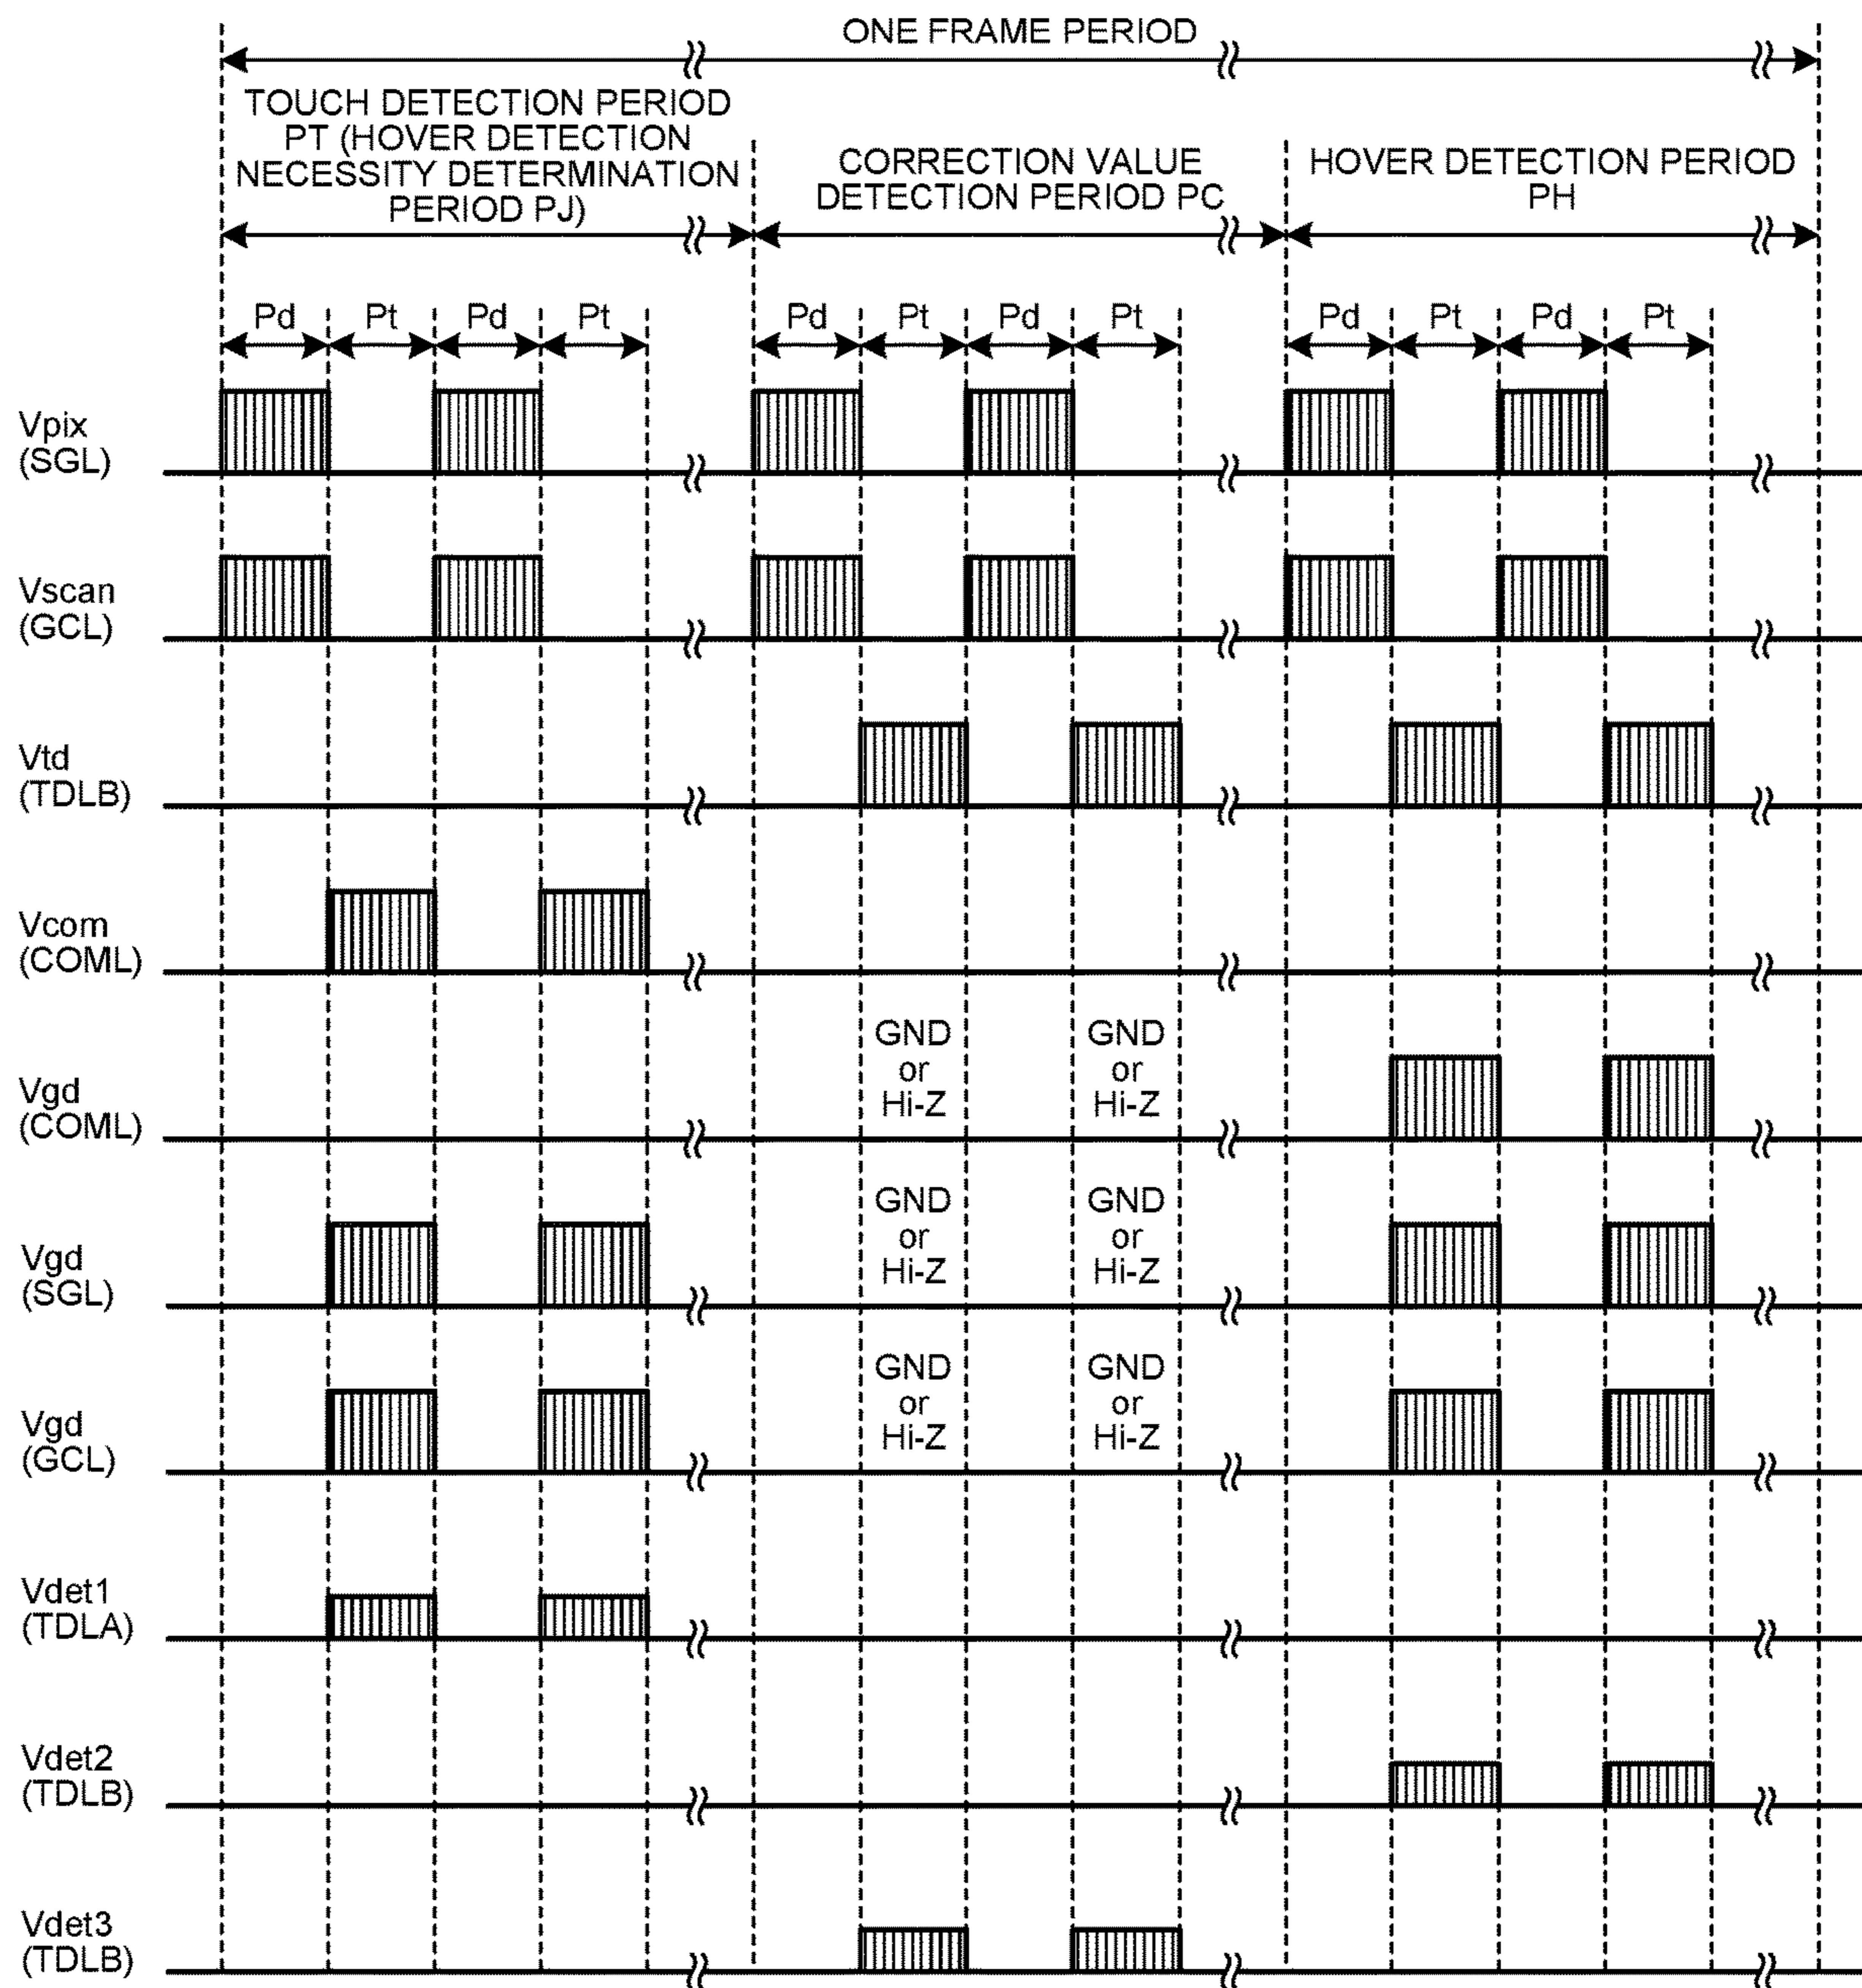 ONE FRAME PERIOD
TOUCH DETECTION PERIOD
PT (HOVER DETECTION
NECESSITY DETERMINATION
PERIOD PJ)
CORRECTION VALUE
DETECTION PERIOD PC
HOVER DETECTION PERIOD
PH
Pd Pt Pd Pt Pd Pt Pd Pt Pd Pt Pd Pt
Vpix
(SGL)
Vscan
(GCL)
Vtd
(TDLB)
Vcom
(COML)
Vgd
(COML)
GND
or
Hi-Z
GND
or
Hi-Z
Vgd
(SGL)
GND
or
Hi-Z
GND
or
Hi-Z
Vgd
(GCL)
GND
or
Hi-Z
GND
or
Hi-Z
Vdet1
(TDLA)
Vdet2
(TDLB)
Vdet3
(TDLB)